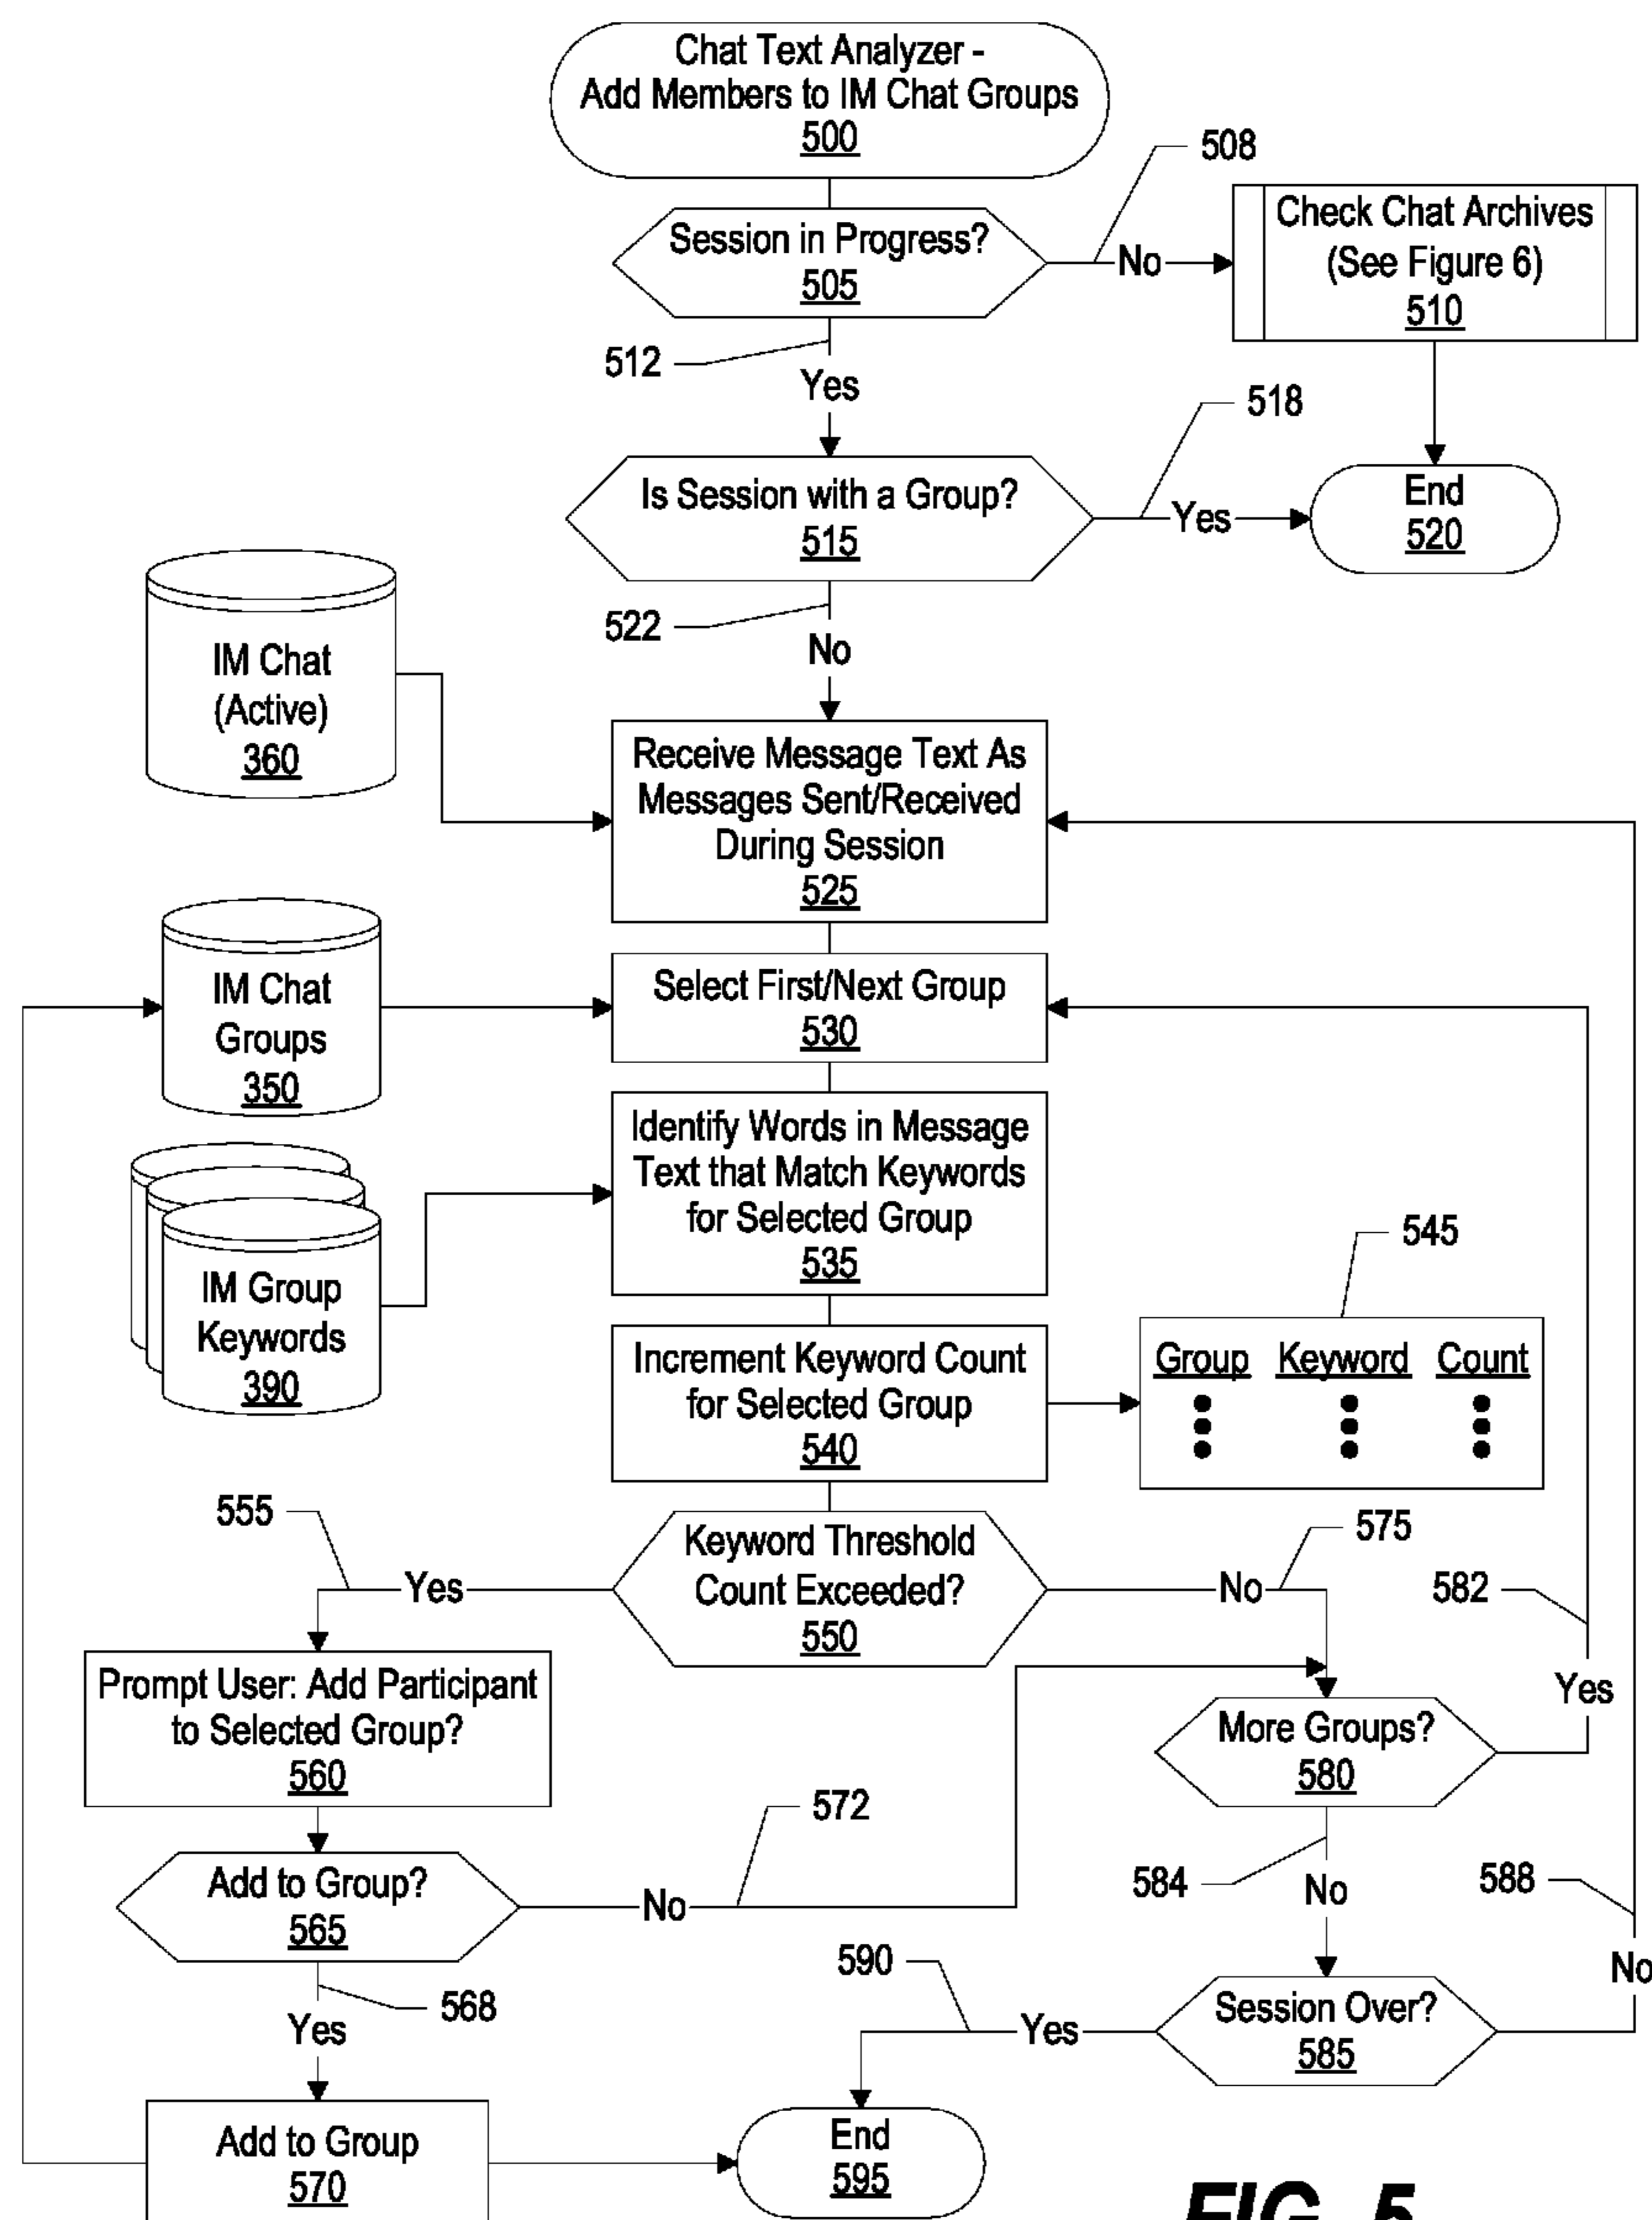 Chat Text Analyzer -
Add Members to IM Chat Groups
500
508
Session in Progress?
505
No
Check Chat Archives
(See Figure 6)
510
512
Yes
518
Is Session with a Group?
515
Yes
End
520
522
No
IM Chat
(Active)
360
Receive Message Text As
Messages Sent/Received
During Session
525
IM Chat
Groups
350
Select First/Next Group
530
Identify Words in Message
Text that Match Keywords
for Selected Group
535
IM Group
Keywords
390
545
Increment Keyword Count
for Selected Group
540
Group Keyword Count
555
Yes
Keyword Threshold
Count Exceeded?
550
575
No
582
Yes
Prompt User: Add Participant
to Selected Group?
560
More Groups?
580
572
Add to Group?
565
No
584
No
588
No
568
Yes
590
Yes
Session Over?
585
Add to Group
570
End
595
FIG. 5